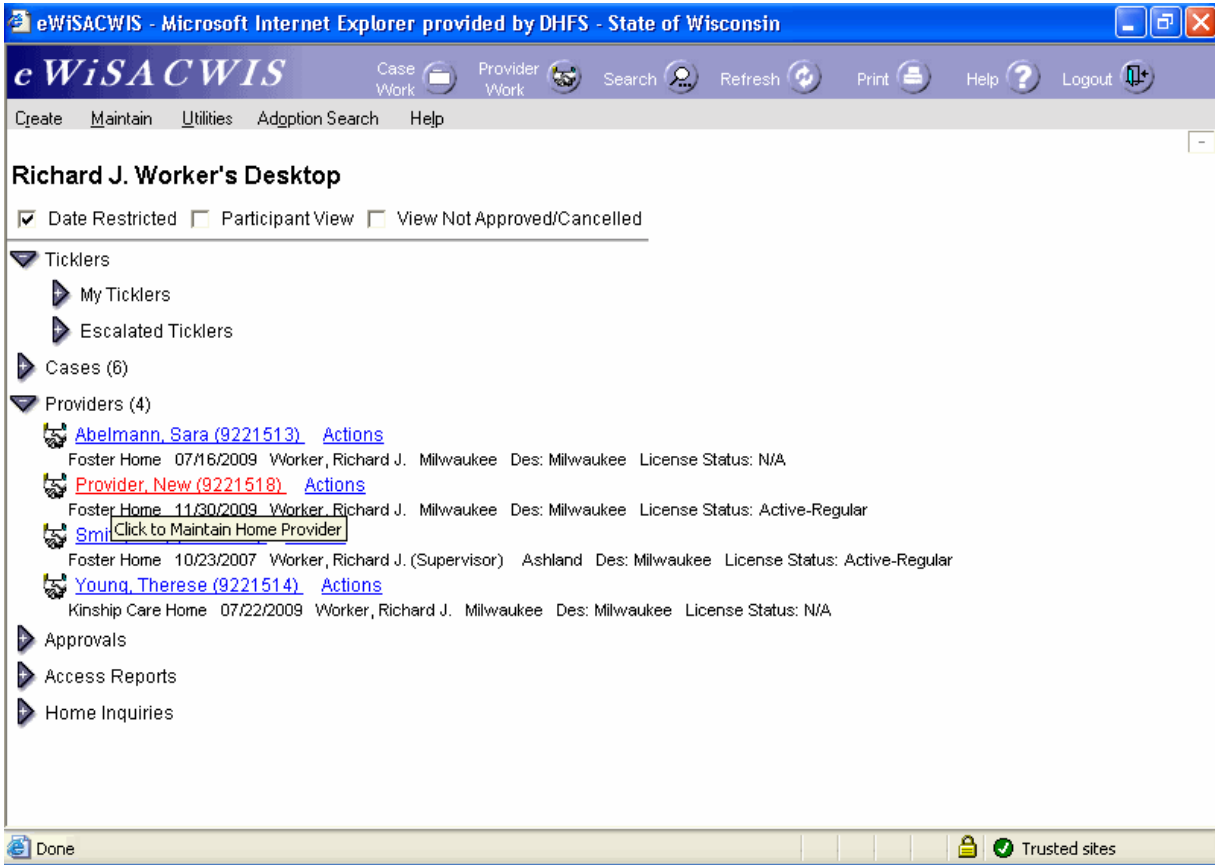 eWiSACWIS - Microsoft Internet Explorer provided by DHFS - State of Wisconsin
e WiSACWIS Case Work Provider Work Search Refresh Print Help Logout
Create Maintain Utilities Adoption Search Help
Richard J. Worker's Desktop
Date Restricted Participant View View Not Approved/Cancelled
Ticklers
My Ticklers
Escalated Ticklers
Cases (6)
Providers (4)
Abelmann, Sara (9221513) Actions
Foster Home 07/16/2009 Worker, Richard J. Milwaukee Des: Milwaukee License Status: N/A
Provider, New (9221518) Actions
Foster Home 11/30/2009 Worker, Richard J. Milwaukee Des: Milwaukee License Status: Active-Regular
Click to Maintain Home Provider
Foster Home 10/23/2007 Worker, Richard J. (Supervisor) Ashland Des: Milwaukee License Status: Active-Regular
Young, Therese (9221514) Actions
Kinship Care Home 07/22/2009 Worker, Richard J. Milwaukee Des: Milwaukee License Status: N/A
Approvals
Access Reports
Home Inquiries
Done Trusted sites